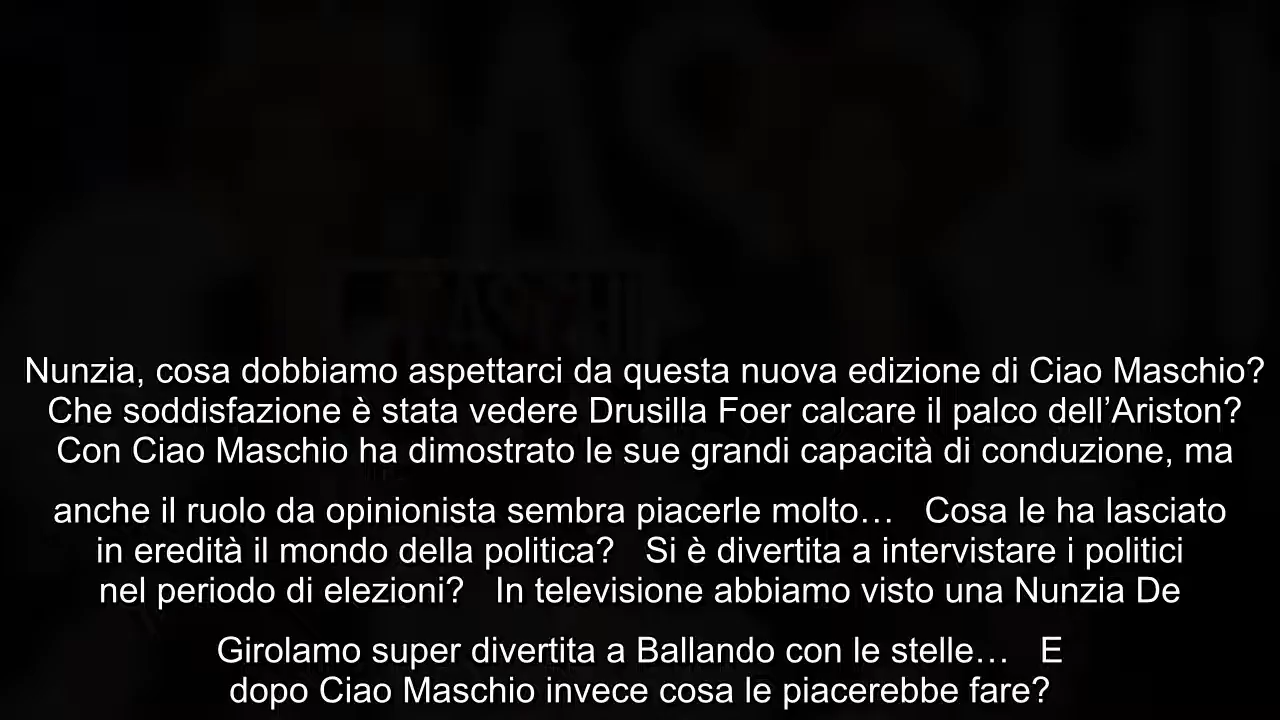 Nunzia, cosa dobbiamo aspettarci da questa nuova edizione di Ciao Maschio?
Che soddisfazione è stata vedere Drusilla Foer calcare il palco dell’Ariston?
Con Ciao Maschio ha dimostrato le sue grandi capacità di conduzione, ma
anche il ruolo da opinionista sembra piacerle molto… Cosa le ha lasciato
in eredità il mondo della politica? Si è divertita a intervistare i politici
nel periodo di elezioni? In televisione abbiamo visto una Nunzia De
Girolamo super divertita a Ballando con le stelle… E
dopo Ciao Maschio invece cosa le piacerebbe fare?